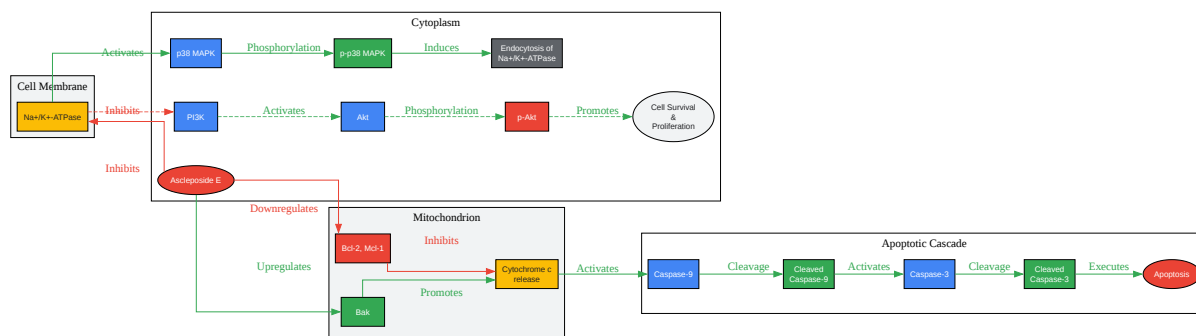 Cytoplasm
Activates
p38 MAPK
Phosphorylation
p-p38 MAPK
Induces
Endocytosis of
Na+/K+-ATPase
Cell Membrane
Na+/K+-ATPase
Inhibits
PI3K
Activates
Akt
Phosphorylation
p-Akt
Promotes
Cell Survival
&
Proliferation
Inhibits
Ascleposide E
Downregulates
Mitochondrion
Bcl-2, Mcl-1
Inhibits
Upregulates
Cytochrome c
release
Promotes
Bak
Activates
Apoptotic Cascade
Caspase-9
Cleavage
Cleaved
Caspase-9
Activates
Caspase-3
Cleavage
Cleaved
Caspase-3
Executes
Apoptosis